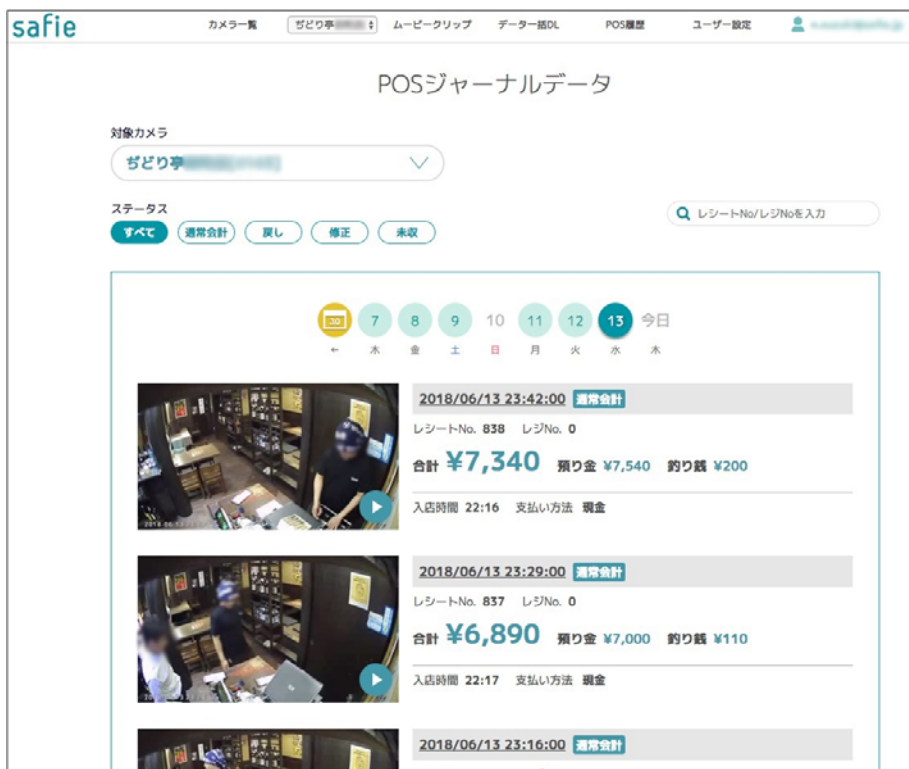 safie
カメラ一覧 ぢどり亭 ムービークリップ データ一括DL POS履歴 ユーザー設定
POSジャーナルデータ
対象カメラ
ぢどり亭
ステータス
すべて 通常会計 戻し 修正 未収
レシートNo/レジNoを入力
30 7 8 9 10 11 12 13 今日
← 木 金 土 日 月 火 水 木
2018/06/13 23:42:00 通常会計
レシートNo. 838 レジNo. 0
合計 ¥7,340 預り金 ¥7,540 釣り銭 ¥200
入店時間 22:16 支払い方法 現金
2018/06/13 23:29:00 通常会計
レシートNo. 837 レジNo. 0
合計 ¥6,890 預り金 ¥7,000 釣り銭 ¥110
入店時間 22:17 支払い方法 現金
2018/06/13 23:16:00 通常会計